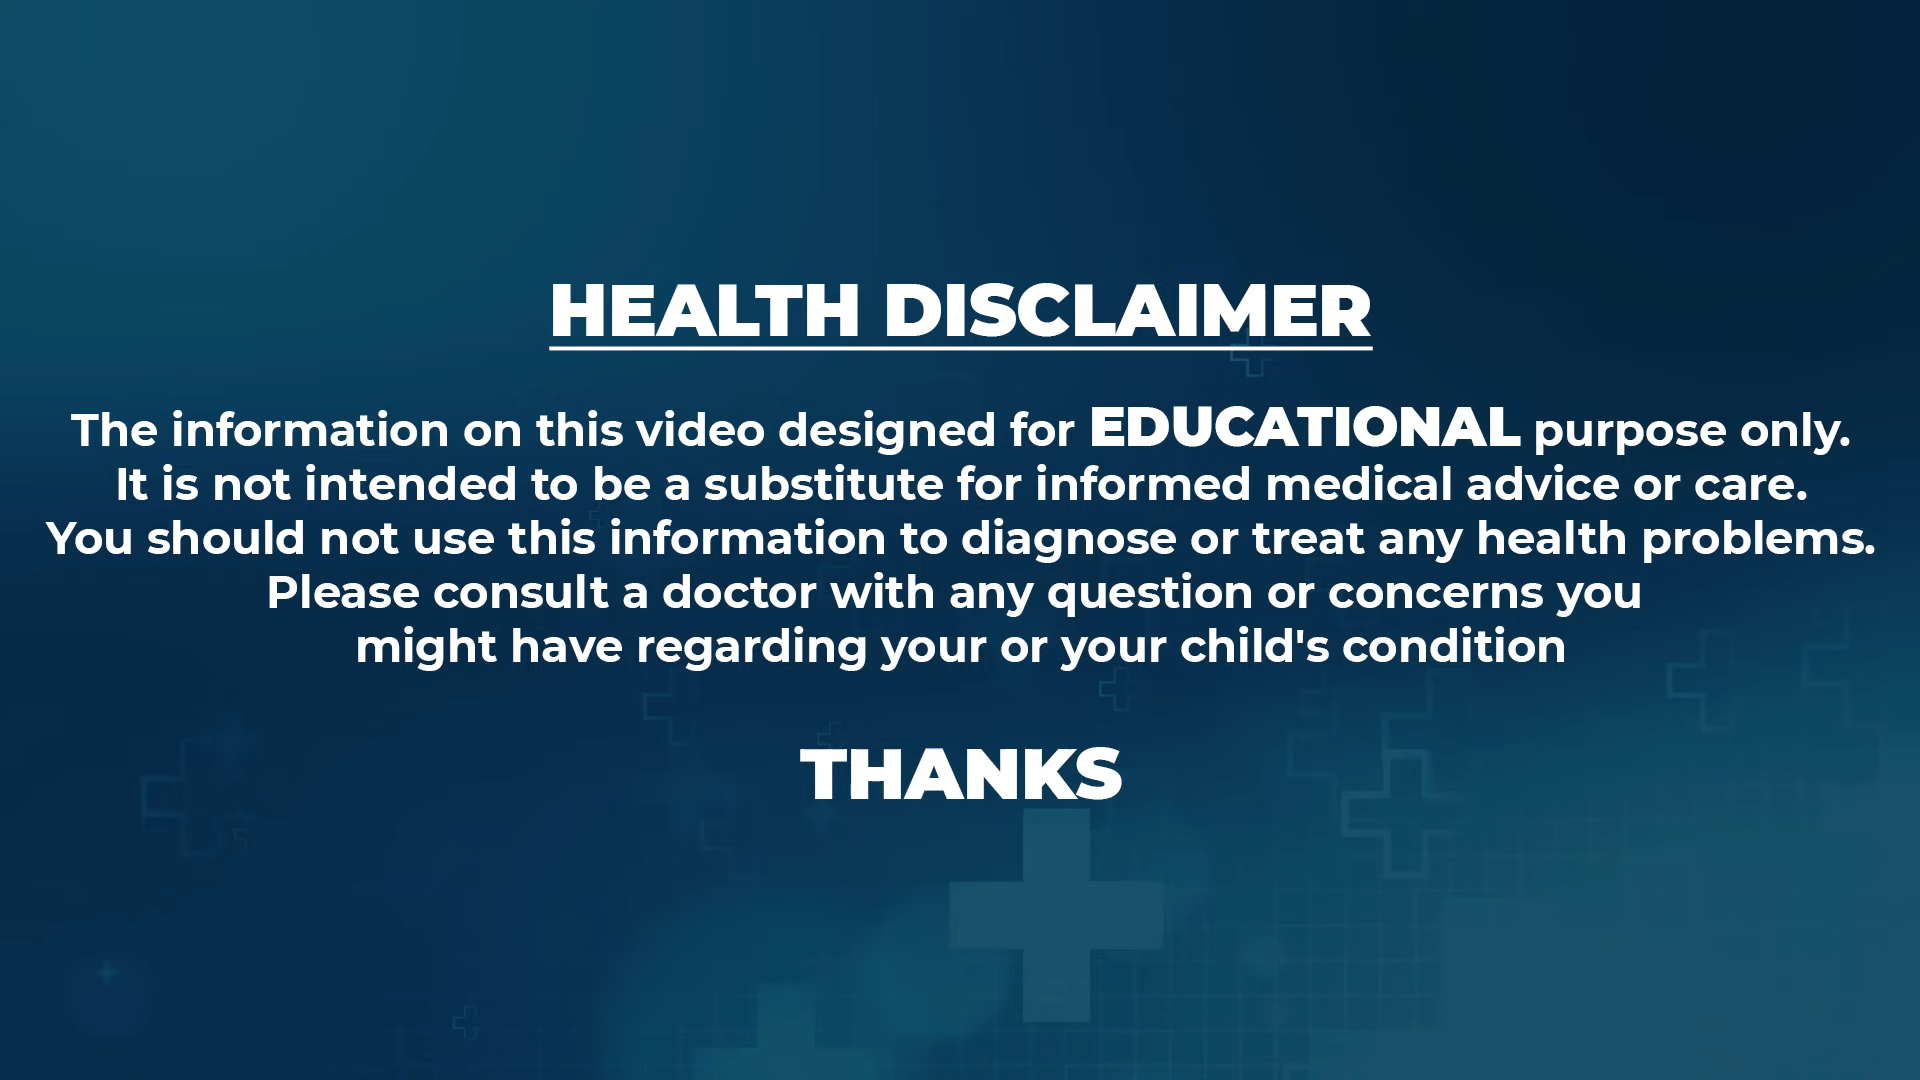 HEALTH DISCLAIMER
The information on this video designed for EDUCATIONAL purpose only.
It is not intended to be a substitute for informed medical advice or care.
You should not use this information to diagnose or treat any health problems.
Please consult a doctor with any question or concerns you
might have regarding your or your child's condition
THANKS